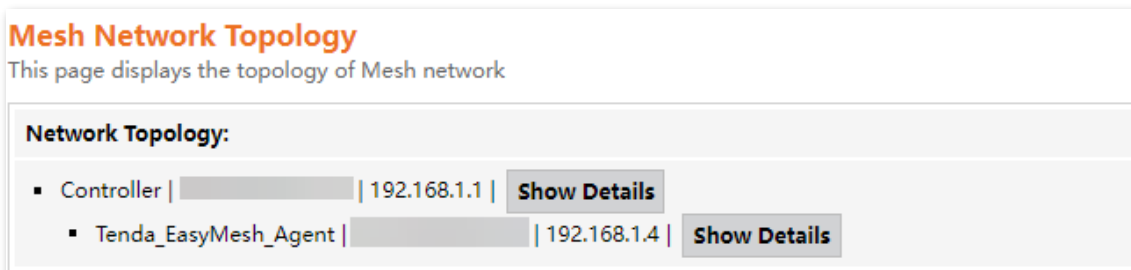 Mesh Network Topology
This page displays the topology of Mesh network
Network Topology:
▪ Controller | | 192.168.1.1 | Show Details
▪ Tenda_EasyMesh_Agent | | 192.168.1.4 | Show Details